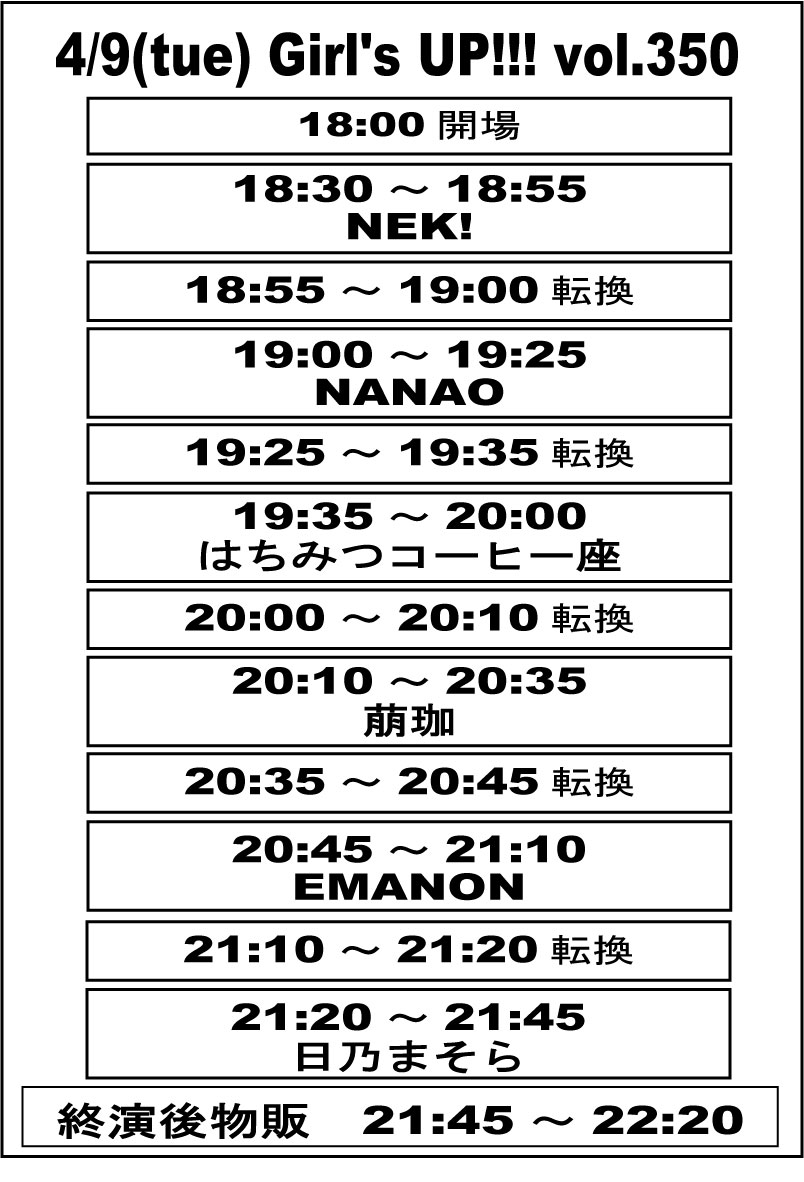 4/9(tue) Girl's UP!!! vol.350
18:00 開場
18:30 ～ 18:55
NEK!
18:55 ～ 19:00 転換
19:00 ～ 19:25
NANAO
19:25 ～ 19:35 転換
19:35 ～ 20:00
はちみつコーヒー座
20:00 ～ 20:10 転換
20:10 ～ 20:35
萠珈
20:35 ～ 20:45 転換
20:45 ～ 21:10
EMANON
21:10 ～ 21:20 転換
21:20 ～ 21:45
日乃まそら
終演後物販　21:45 ～ 22:20